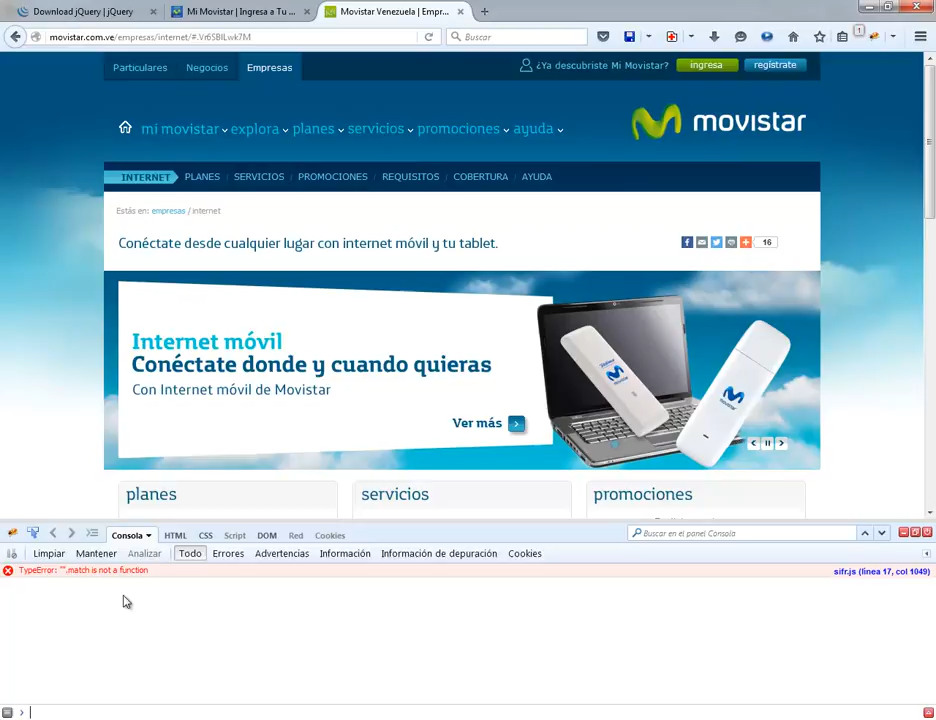 Download jQuery | jQuery
Mi Movistar | Ingresa a Tu ...
Movistar Venezuela | Empr...
movistar.com.ve/empresas/internet/#.Vr65BILwk7M
Buscar
1
Particulares
Negocios
Empresas
¿Ya descubriste Mi Movistar?
ingresa
regístrate
mi movistar
explora
planes
servicios
promociones
ayuda
movistar
INTERNET
PLANES
SERVICIOS
PROMOCIONES
REQUISITOS
COBERTURA
AYUDA
Estás en: empresas / internet
Conéctate desde cualquier lugar con internet móvil y tu tablet.
16
Internet móvil
Conéctate donde y cuando quieras
Con Internet móvil de Movistar
Ver más
planes
servicios
promociones
Consola
HTML
CSS
Script
DOM
Red
Cookies
Buscar en el panel Consola
Limpiar
Mantener
Analizar
Todo
Errores
Advertencias
Información
Información de depuración
Cookies
TypeError: "".match is not a function
sifr.js (línea 17, col 1049)